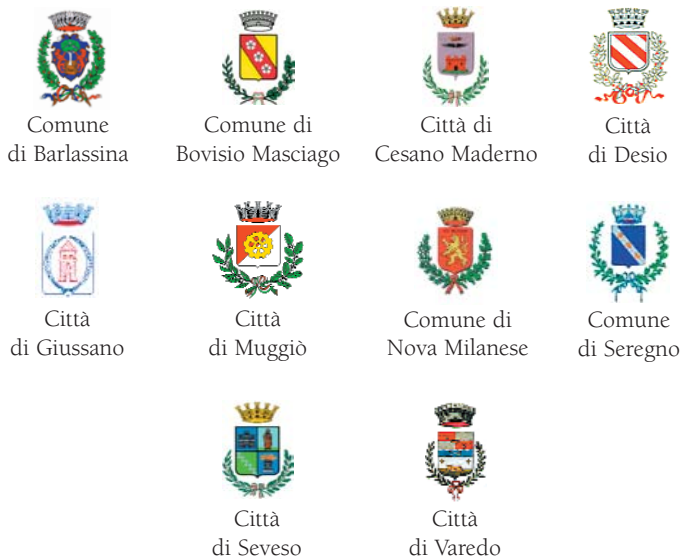 Comune
di Barlassina
Comune di
Bovisio Masciago
Città di
Cesano Maderno
Città
di Desio
Città
di Giussano
Città
di Muggiò
Comune di
Nova Milanese
Comune
di Seregno
Città
di Seveso
Città
di Varedo